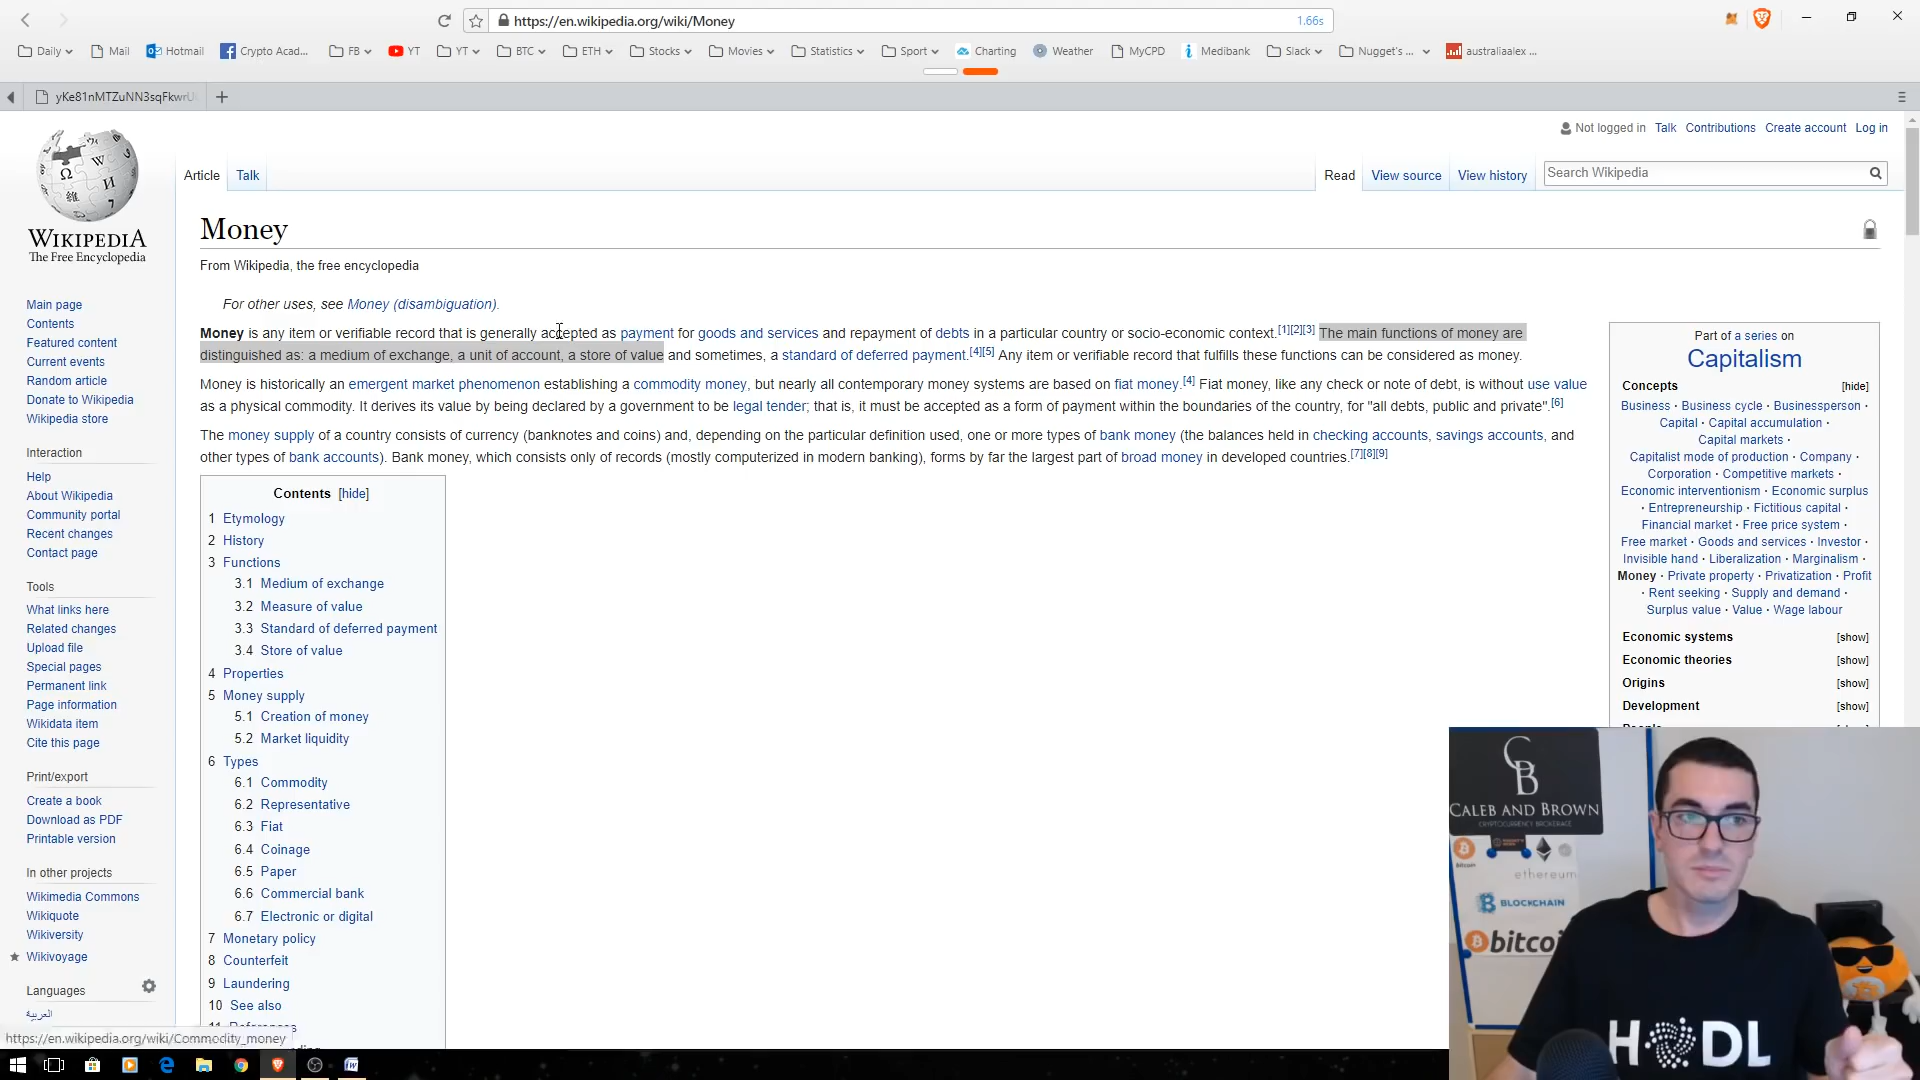 https://en.wikipedia.org/wiki/Money
1.66s
Daily
Mail
Hotmail
Crypto Acad...
FB
YT
YT
BTC
ETH
Stocks
Movies
Statistics
Sport
Charting
Weather
MyCPD
Medibank
Slack
Nugget's ...
australiaalex ...
yKe81nMTZuNN3sqFkwrU
Not logged in Talk Contributions Create account Log in
Article Talk
Read View source View history
Search Wikipedia
WIKIPEDIA
The Free Encyclopedia
Main page
Contents
Featured content
Current events
Random article
Donate to Wikipedia
Wikipedia store
Interaction
Help
About Wikipedia
Community portal
Recent changes
Contact page
Tools
What links here
Related changes
Upload file
Special pages
Permanent link
Page information
Wikidata item
Cite this page
Print/export
Create a book
Download as PDF
Printable version
In other projects
Wikimedia Commons
Wikiquote
Wikiversity
Wikivoyage
Languages
العربية
https://en.wikipedia.org/wiki/Commodity_money
Money
From Wikipedia, the free encyclopedia
For other uses, see Money (disambiguation).
Money is any item or verifiable record that is generally accepted as payment for goods and services and repayment of debts in a particular country or socio-economic context.[1][2][3] The main functions of money are
distinguished as: a medium of exchange, a unit of account, a store of value and sometimes, a standard of deferred payment.[4][5] Any item or verifiable record that fulfills these functions can be considered as money.
Money is historically an emergent market phenomenon establishing a commodity money, but nearly all contemporary money systems are based on fiat money.[4] Fiat money, like any check or note of debt, is without use value
as a physical commodity. It derives its value by being declared by a government to be legal tender; that is, it must be accepted as a form of payment within the boundaries of the country, for "all debts, public and private".[6]
The money supply of a country consists of currency (banknotes and coins) and, depending on the particular definition used, one or more types of bank money (the balances held in checking accounts, savings accounts, and
other types of bank accounts). Bank money, which consists only of records (mostly computerized in modern banking), forms by far the largest part of broad money in developed countries.[7][8][9]
Contents [hide]
1 Etymology
2 History
3 Functions
3.1 Medium of exchange
3.2 Measure of value
3.3 Standard of deferred payment
3.4 Store of value
4 Properties
5 Money supply
5.1 Creation of money
5.2 Market liquidity
6 Types
6.1 Commodity
6.2 Representative
6.3 Fiat
6.4 Coinage
6.5 Paper
6.6 Commercial bank
6.7 Electronic or digital
7 Monetary policy
8 Counterfeit
9 Laundering
10 See also
11 References
Part of a series on
Capitalism
Concepts [hide]
Business · Business cycle · Businessperson ·
Capital · Capital accumulation ·
Capital markets ·
Capitalist mode of production · Company ·
Corporation · Competitive markets ·
Economic interventionism · Economic surplus
· Entrepreneurship · Fictitious capital ·
Financial market · Free price system ·
Free market · Goods and services · Investor ·
Invisible hand · Liberalization · Marginalism ·
Money · Private property · Privatization · Profit
· Rent seeking · Supply and demand ·
Surplus value · Value · Wage labour
Economic systems [show]
Economic theories [show]
Origins [show]
Development [show]
CB
CALEB AND BROWN
CRYPTOCURRENCY BROKERAGE
bitcoin
ethereum
BLOCKCHAIN
bitcoin
HODL